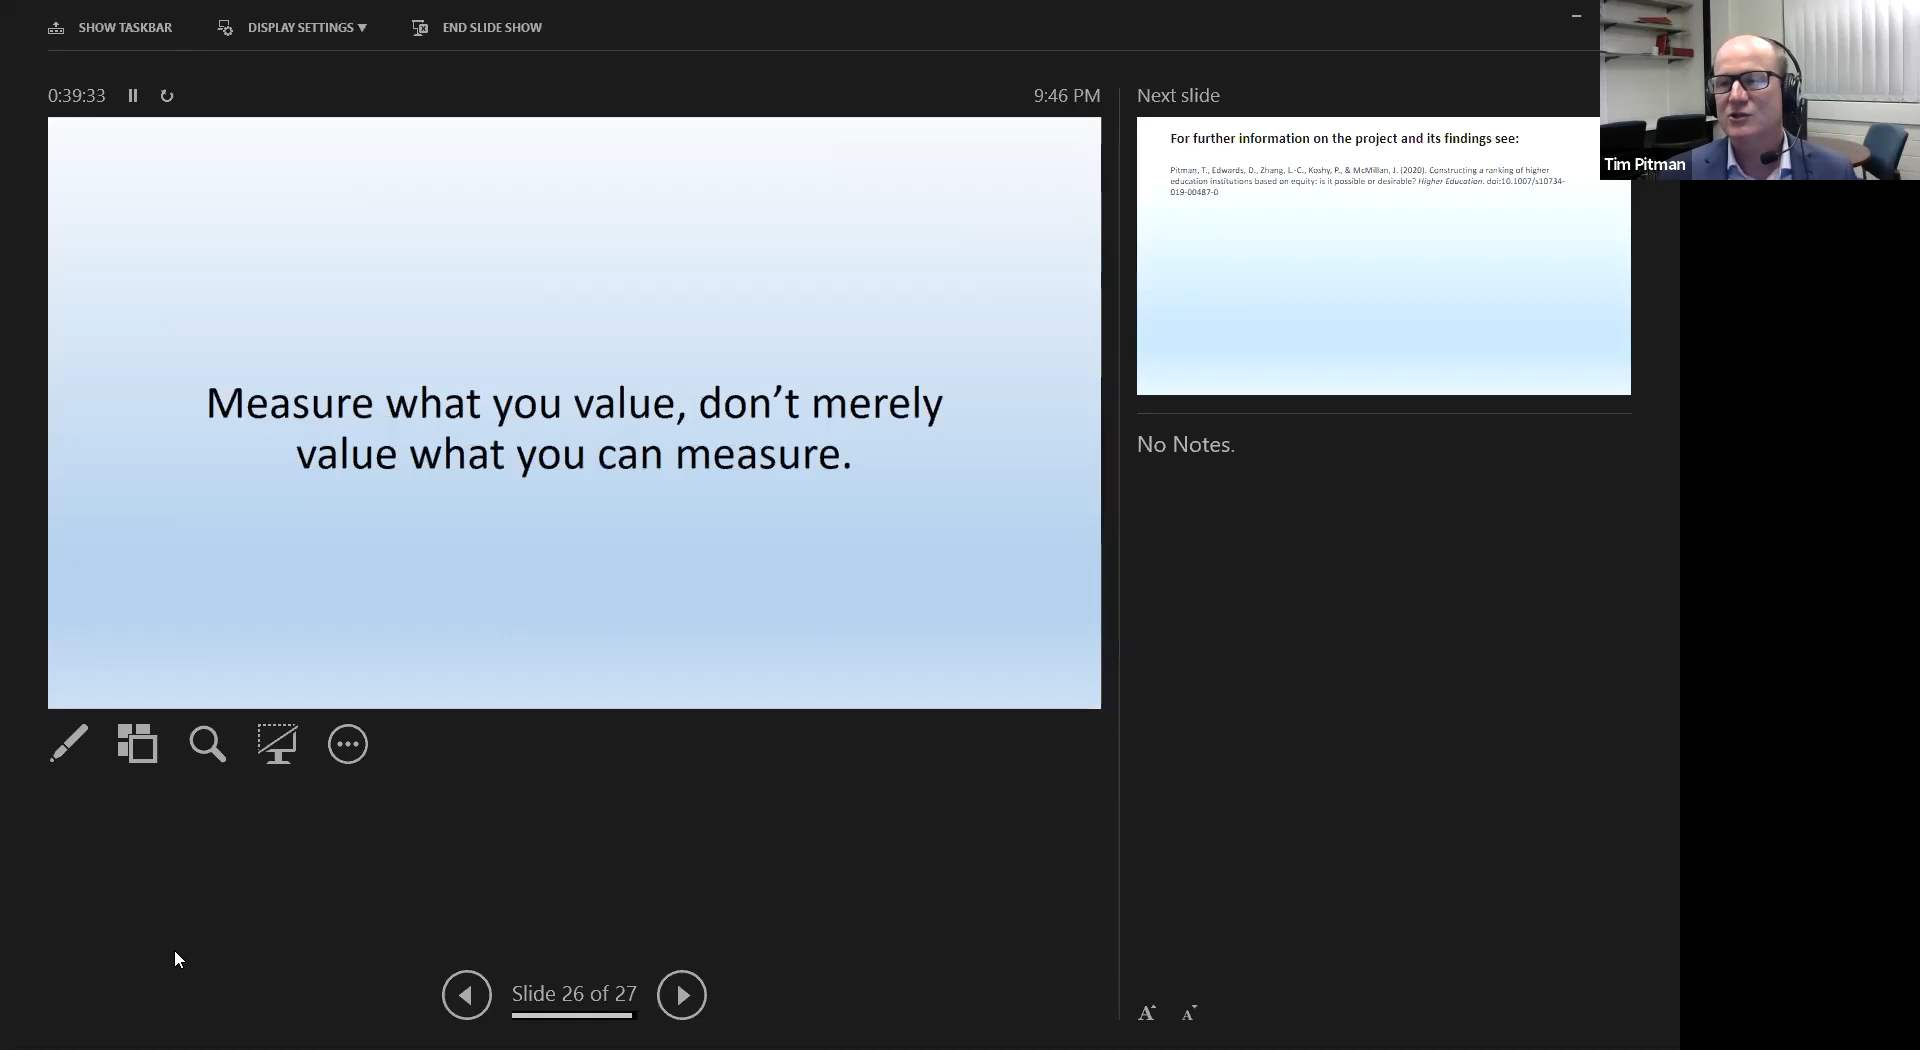 SHOW TASKBAR
DISPLAY SETTINGS ▼
END SLIDE SHOW
0:39:33
9:46 PM
Measure what you value, don’t merely
value what you can measure.
Slide 26 of 27
Next slide
For further information on the project and its findings see:
Pitman, T., Edwards, D., Zhang, L.-C., Koshy, P., & McMillan, J. (2020). Constructing a ranking of higher
education institutions based on equity: is it possible or desirable? Higher Education. doi:10.1007/s10734-
019-00487-0
No Notes.
A
A
Tim Pitman